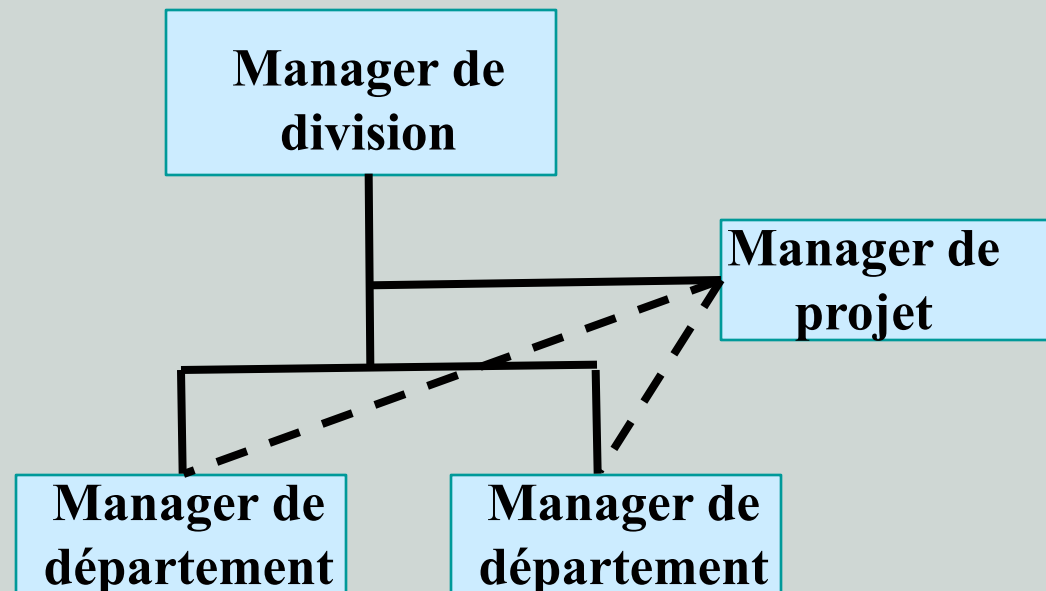 Manager de
division
Manager de
projet
Manager de
département
Manager de
département